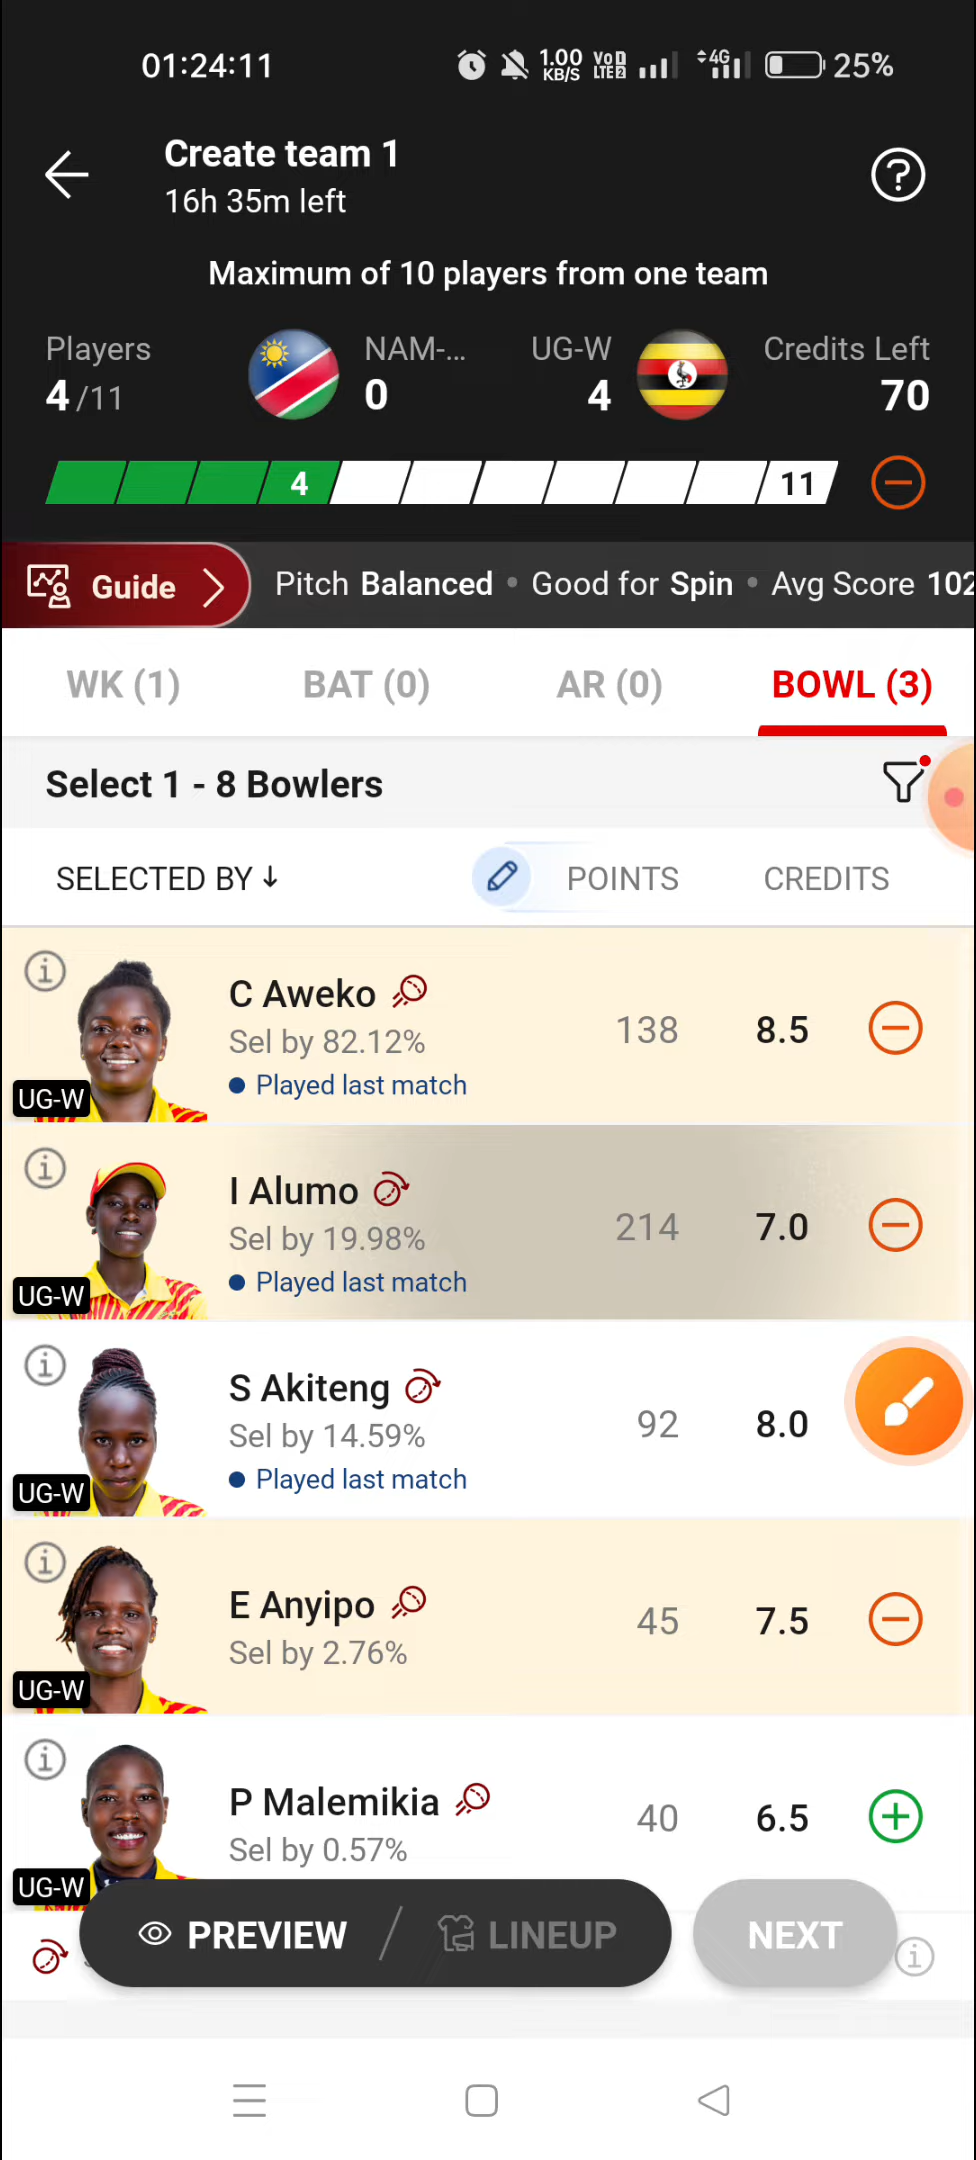 01:24:11 1.00 KB/S VoD LTE2 4G 25%
Create team 1
16h 35m left
Maximum of 10 players from one team
Players NAM-... UG-W Credits Left
4/11 0 4 70
4 11
Guide Pitch Balanced • Good for Spin • Avg Score 102
WK (1) BAT (0) AR (0) BOWL (3)
Select 1 - 8 Bowlers
SELECTED BY ↓ POINTS CREDITS
C Aweko
Sel by 82.12% 138 8.5
Played last match
UG-W
I Alumo
Sel by 19.98% 214 7.0
Played last match
UG-W
S Akiteng
Sel by 14.59% 92 8.0
Played last match
UG-W
E Anyipo 45 7.5
Sel by 2.76%
UG-W
P Malemikia 40 6.5
Sel by 0.57%
UG-W
PREVIEW / LINEUP NEXT